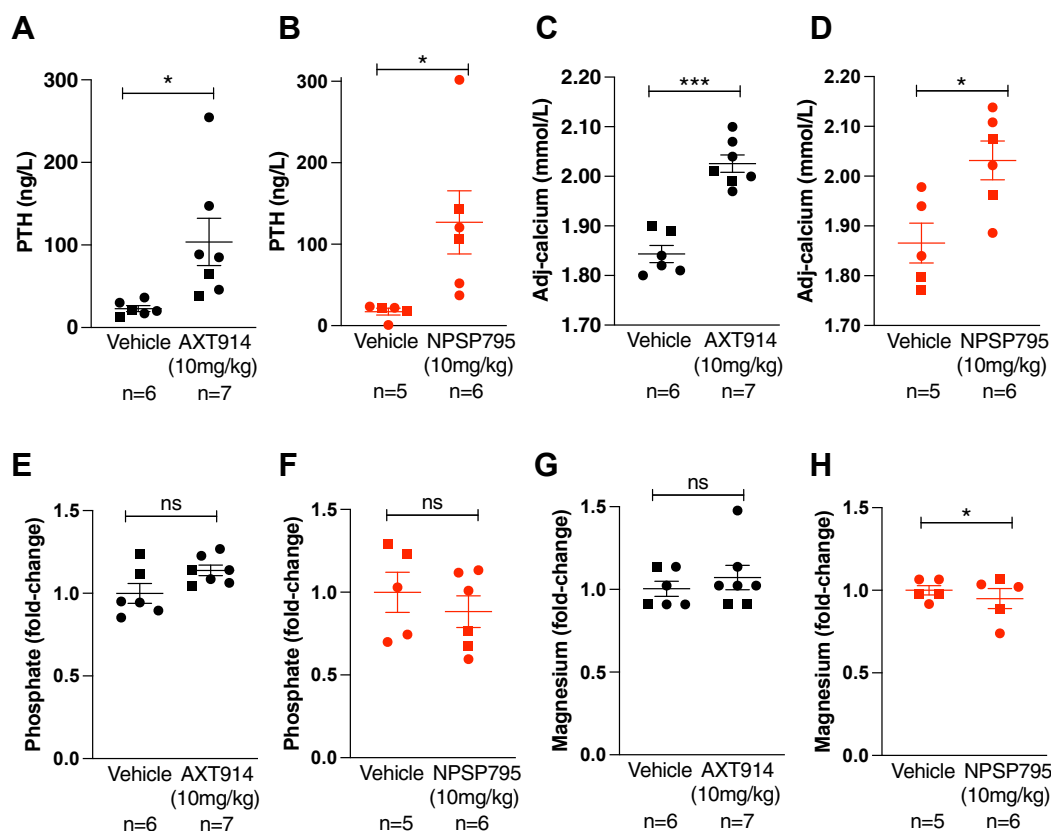 A
PTH (ng/L)
300
200
100
0
*
Vehicle AXT914
(10mg/kg)
n=6 n=7
B
PTH (ng/L)
300
200
100
0
*
Vehicle NPSP795
(10mg/kg)
n=5 n=6
C
Adj-calcium (mmol/L)
2.20
2.10
2.00
1.90
1.80
1.70
***
Vehicle AXT914
(10mg/kg)
n=6 n=7
D
Adj-calcium (mmol/L)
2.20
2.10
2.00
1.90
1.80
1.70
*
Vehicle NPSP795
(10mg/kg)
n=5 n=6
E
Phosphate (fold-change)
1.5
1.0
0.5
0.0
ns
Vehicle AXT914
(10mg/kg)
n=6 n=7
F
Phosphate (fold-change)
1.5
1.0
0.5
0.0
ns
Vehicle NPSP795
(10mg/kg)
n=5 n=6
G
Magnesium (fold-change)
1.5
1.0
0.5
0.0
ns
Vehicle AXT914
(10mg/kg)
n=6 n=7
H
Magnesium (fold-change)
1.5
1.0
0.5
0.0
*
Vehicle NPSP795
(10mg/kg)
n=5 n=6